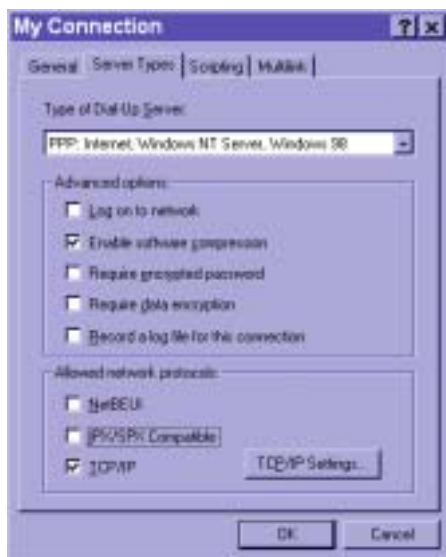 My Connection
General Server Types Scripting Multilink
Type of Dial-Up Server:
PPP: Internet, Windows NT Server, Windows 98
Advanced options:
Log on to network
Enable software compression
Require encrypted password
Require data encryption
Record a log file for this connection
Allowed network protocols:
NetBEUI
IPX/SPX Compatible
TCP/IP
TCP/IP Settings...
OK Cancel